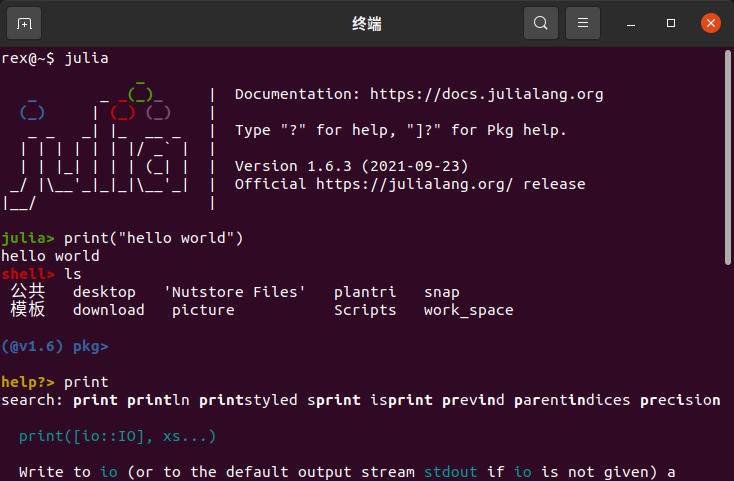 终端
rex@~$ julia
               _
   _       _ _(_)_     |  Documentation: https://docs.julialang.org
  (_)     | (_) (_)    |
   _ _   _| |_  __ _   |  Type "?" for help, "]?" for Pkg help.
  | | | | | | |/ _` |  |
  | | |_| | | | (_| |  |  Version 1.6.3 (2021-09-23)
 _/ |\__'_|_|_|\__'_|  |  Official https://julialang.org/ release
|__/                   |
julia> print("hello world")
hello world
shell> ls
公共   desktop   'Nutstore Files'   plantri   snap
模板   download   picture           Scripts   work_space
(@v1.6) pkg>
help?> print
search: print println printstyled sprint isprint prevind parentindices precision
print([io::IO], xs...)
Write to io (or to the default output stream stdout if io is not given) a